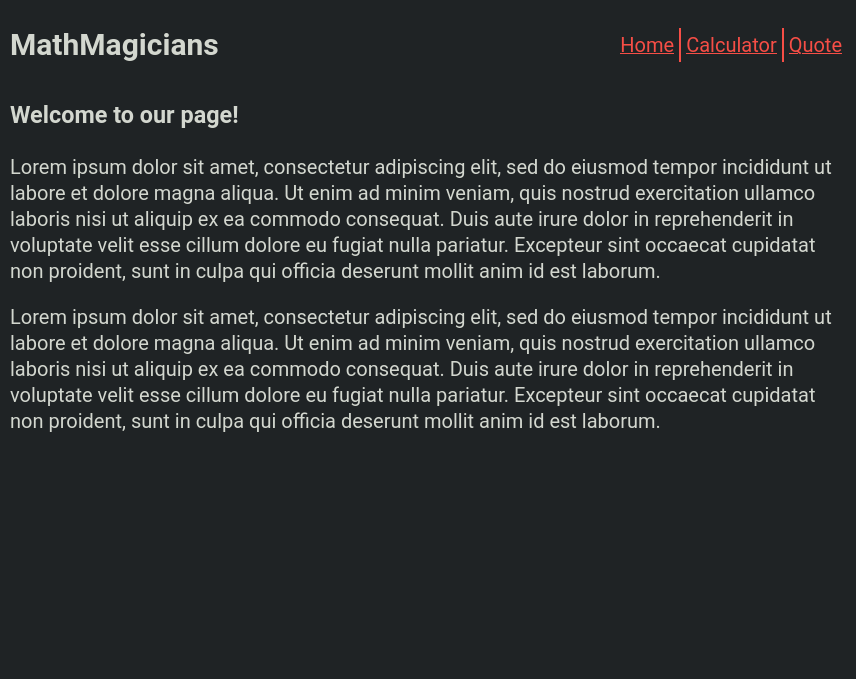 MathMagicians
Home Calculator Quote
Welcome to our page!
Lorem ipsum dolor sit amet, consectetur adipiscing elit, sed do eiusmod tempor incididunt ut
labore et dolore magna aliqua. Ut enim ad minim veniam, quis nostrud exercitation ullamco
laboris nisi ut aliquip ex ea commodo consequat. Duis aute irure dolor in reprehenderit in
voluptate velit esse cillum dolore eu fugiat nulla pariatur. Excepteur sint occaecat cupidatat
non proident, sunt in culpa qui officia deserunt mollit anim id est laborum.
Lorem ipsum dolor sit amet, consectetur adipiscing elit, sed do eiusmod tempor incididunt ut
labore et dolore magna aliqua. Ut enim ad minim veniam, quis nostrud exercitation ullamco
laboris nisi ut aliquip ex ea commodo consequat. Duis aute irure dolor in reprehenderit in
voluptate velit esse cillum dolore eu fugiat nulla pariatur. Excepteur sint occaecat cupidatat
non proident, sunt in culpa qui officia deserunt mollit anim id est laborum.